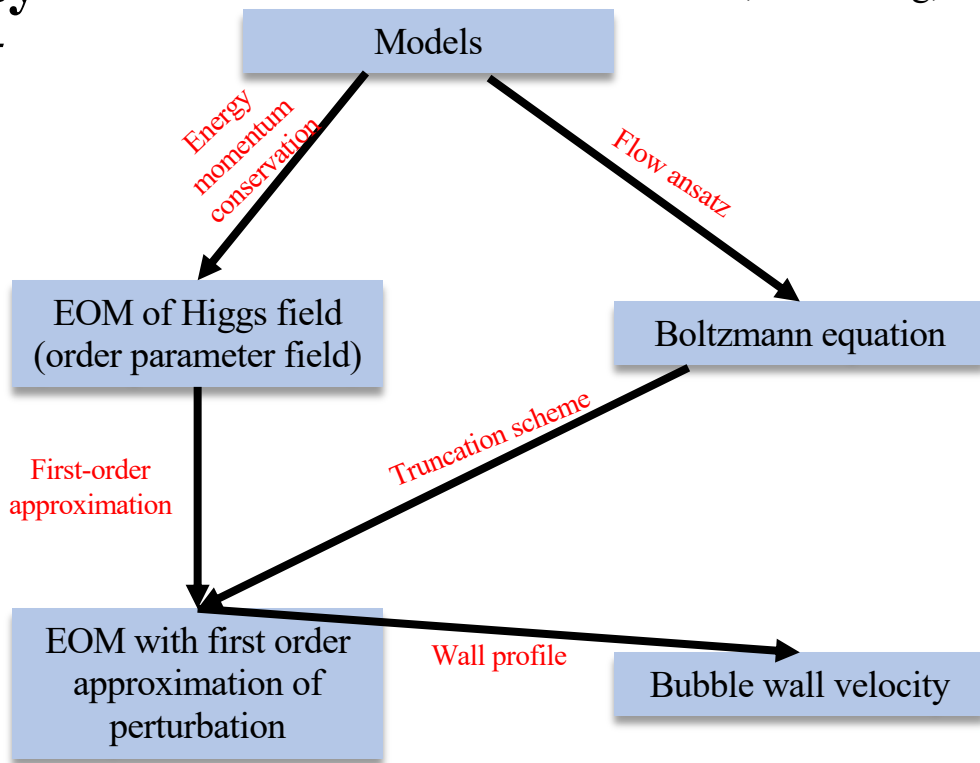 Models
Energy
momentum
conservation
Flow ansatz
EOM of Higgs field
(order parameter field)
Boltzmann equation
First-order
approximation
Truncation scheme
EOM with first order
approximation of
perturbation
Wall profile
Bubble wall velocity